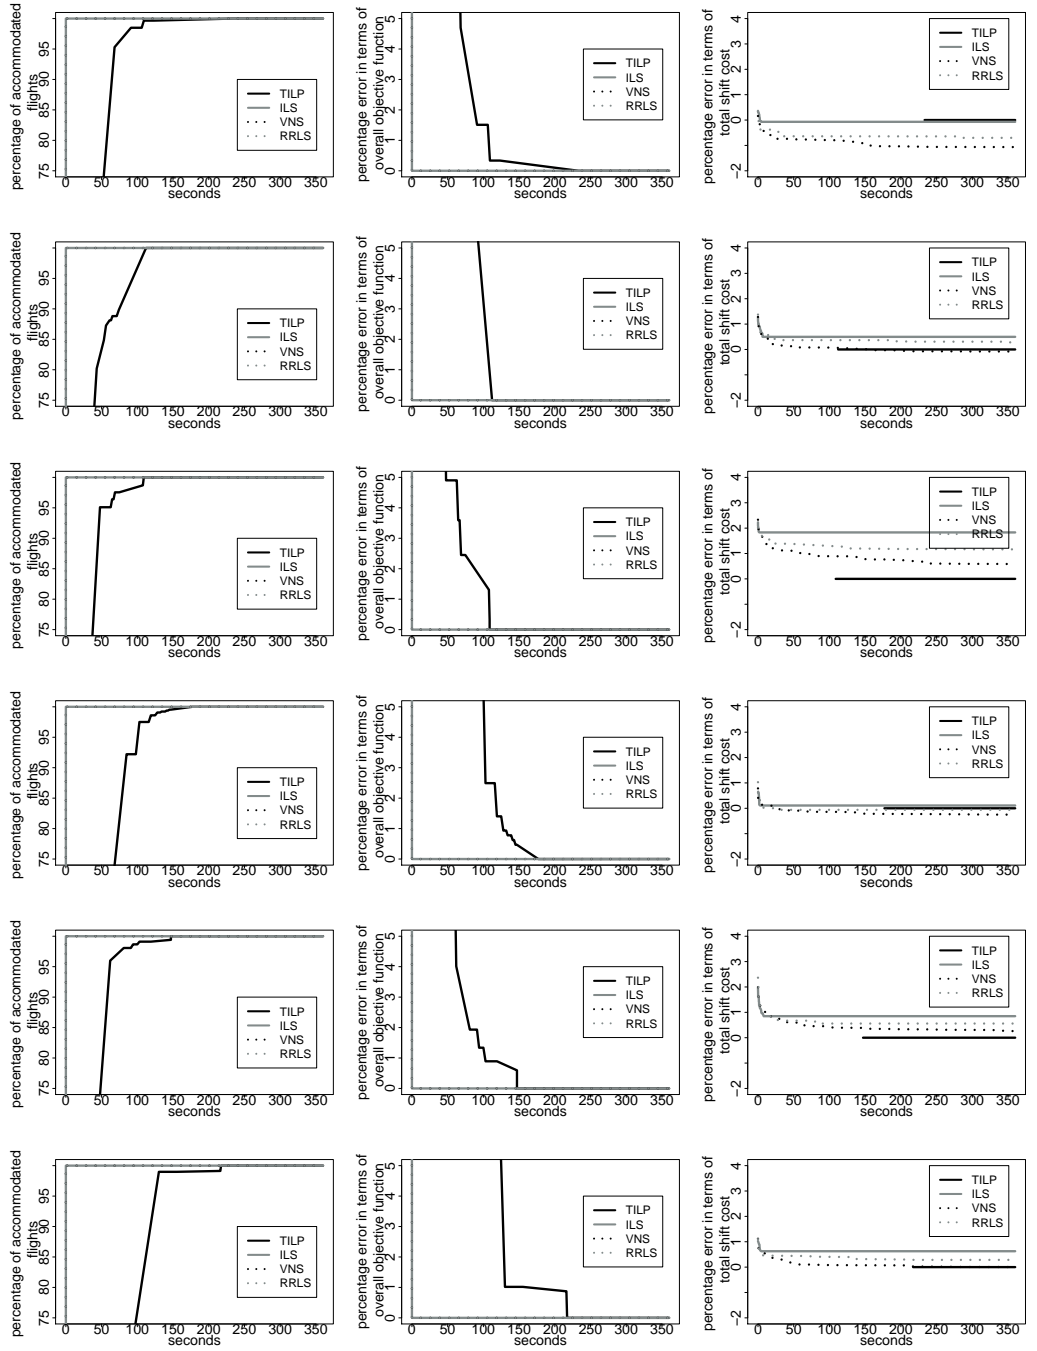 percentage of accommodated
flights
95
90
85
80
75
TILP
ILS
VNS
RRLS
0 50 100 150 200 250 300 350
seconds
percentage error in terms of
overall objective function
5
4
3
2
1
0
TILP
ILS
VNS
RRLS
0 50 100 150 200 250 300 350
seconds
percentage error in terms of
total shift cost
4
3
2
1
0
−2
TILP
ILS
VNS
RRLS
0 50 100 150 200 250 300 350
seconds
percentage of accommodated
flights
95
90
85
80
75
TILP
ILS
VNS
RRLS
0 50 100 150 200 250 300 350
seconds
percentage error in terms of
overall objective function
5
4
3
2
1
0
TILP
ILS
VNS
RRLS
0 50 100 150 200 250 300 350
seconds
percentage error in terms of
total shift cost
4
3
2
1
0
−2
TILP
ILS
VNS
RRLS
0 50 100 150 200 250 300 350
seconds
percentage of accommodated
flights
95
90
85
80
75
TILP
ILS
VNS
RRLS
0 50 100 150 200 250 300 350
seconds
percentage error in terms of
overall objective function
5
4
3
2
1
0
TILP
ILS
VNS
RRLS
0 50 100 150 200 250 300 350
seconds
percentage error in terms of
total shift cost
4
3
2
1
0
−2
TILP
ILS
VNS
RRLS
0 50 100 150 200 250 300 350
seconds
percentage of accommodated
flights
95
90
85
80
75
TILP
ILS
VNS
RRLS
0 50 100 150 200 250 300 350
seconds
percentage error in terms of
overall objective function
5
4
3
2
1
0
TILP
ILS
VNS
RRLS
0 50 100 150 200 250 300 350
seconds
percentage error in terms of
total shift cost
4
3
2
1
0
−2
TILP
ILS
VNS
RRLS
0 50 100 150 200 250 300 350
seconds
percentage of accommodated
flights
95
90
85
80
75
TILP
ILS
VNS
RRLS
0 50 100 150 200 250 300 350
seconds
percentage error in terms of
overall objective function
5
4
3
2
1
0
TILP
ILS
VNS
RRLS
0 50 100 150 200 250 300 350
seconds
percentage error in terms of
total shift cost
4
3
2
1
0
−2
TILP
ILS
VNS
RRLS
0 50 100 150 200 250 300 350
seconds
percentage of accommodated
flights
95
90
85
80
75
TILP
ILS
VNS
RRLS
0 50 100 150 200 250 300 350
seconds
percentage error in terms of
overall objective function
5
4
3
2
1
0
TILP
ILS
VNS
RRLS
0 50 100 150 200 250 300 350
seconds
percentage error in terms of
total shift cost
4
3
2
1
0
−2
TILP
ILS
VNS
RRLS
0 50 100 150 200 250 300 350
seconds